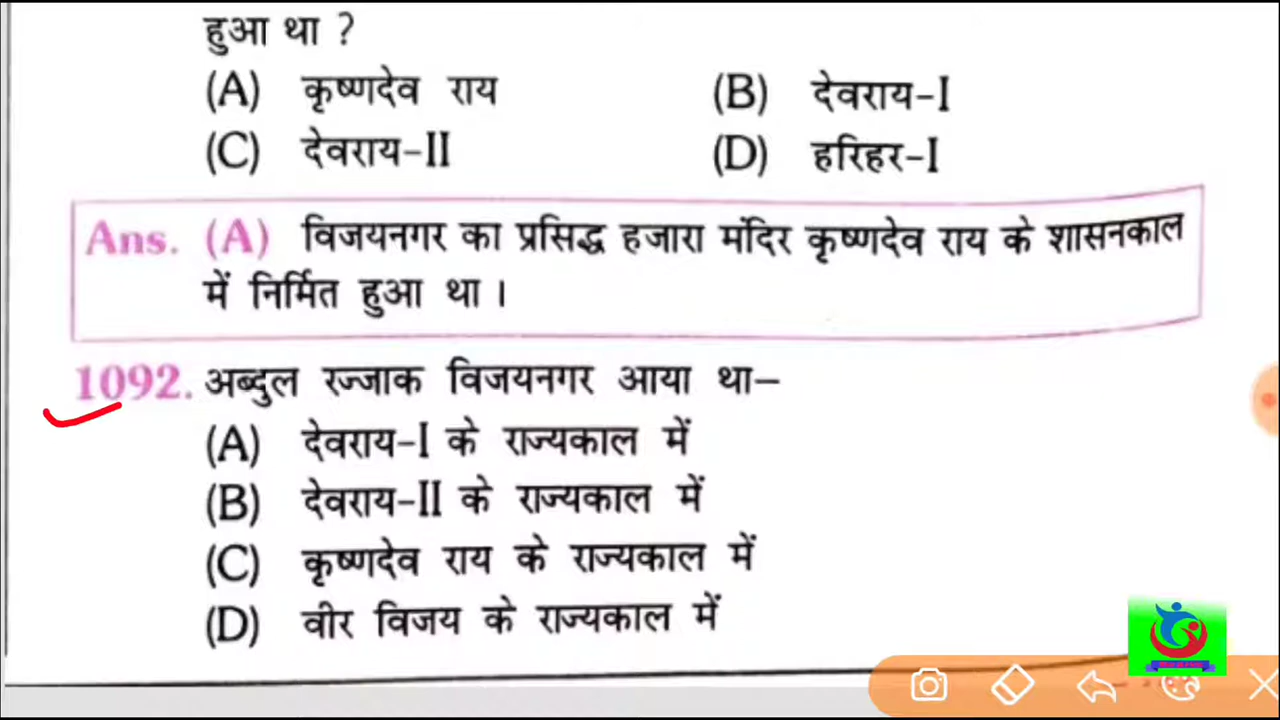 हुआ था ?
(A) कृष्णदेव राय (B) देवराय-I
(C) देवराय-II (D) हरिहर-I
Ans. (A) विजयनगर का प्रसिद्ध हजारा मंदिर कृष्णदेव राय के शासनकाल
में निर्मित हुआ था ।
1092. अब्दुल रज्जाक विजयनगर आया था–
(A) देवराय-I के राज्यकाल में
(B) देवराय-II के राज्यकाल में
(C) कृष्णदेव राय के राज्यकाल में
(D) वीर विजय के राज्यकाल में